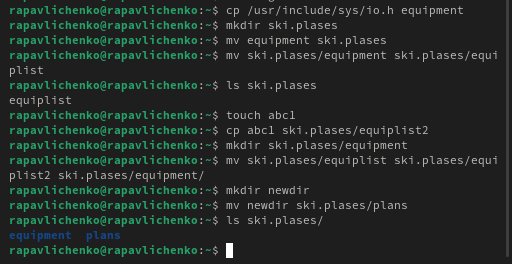 rapavlichenko@rapavlichenko:~$ cp /usr/include/sys/io.h equipment
rapavlichenko@rapavlichenko:~$ mkdir ski.plases
rapavlichenko@rapavlichenko:~$ mv equipment ski.plases
rapavlichenko@rapavlichenko:~$ mv ski.plases/equipment ski.plases/equi
plist
rapavlichenko@rapavlichenko:~$ ls ski.plases
equiplist
rapavlichenko@rapavlichenko:~$ touch abc1
rapavlichenko@rapavlichenko:~$ cp abc1 ski.plases/equiplist2
rapavlichenko@rapavlichenko:~$ mkdir ski.plases/equipment
rapavlichenko@rapavlichenko:~$ mv ski.plases/equiplist ski.plases/equi
plist2 ski.plases/equipment/
rapavlichenko@rapavlichenko:~$ mkdir newdir
rapavlichenko@rapavlichenko:~$ mv newdir ski.plases/plans
rapavlichenko@rapavlichenko:~$ ls ski.plases/
equipment  plans
rapavlichenko@rapavlichenko:~$